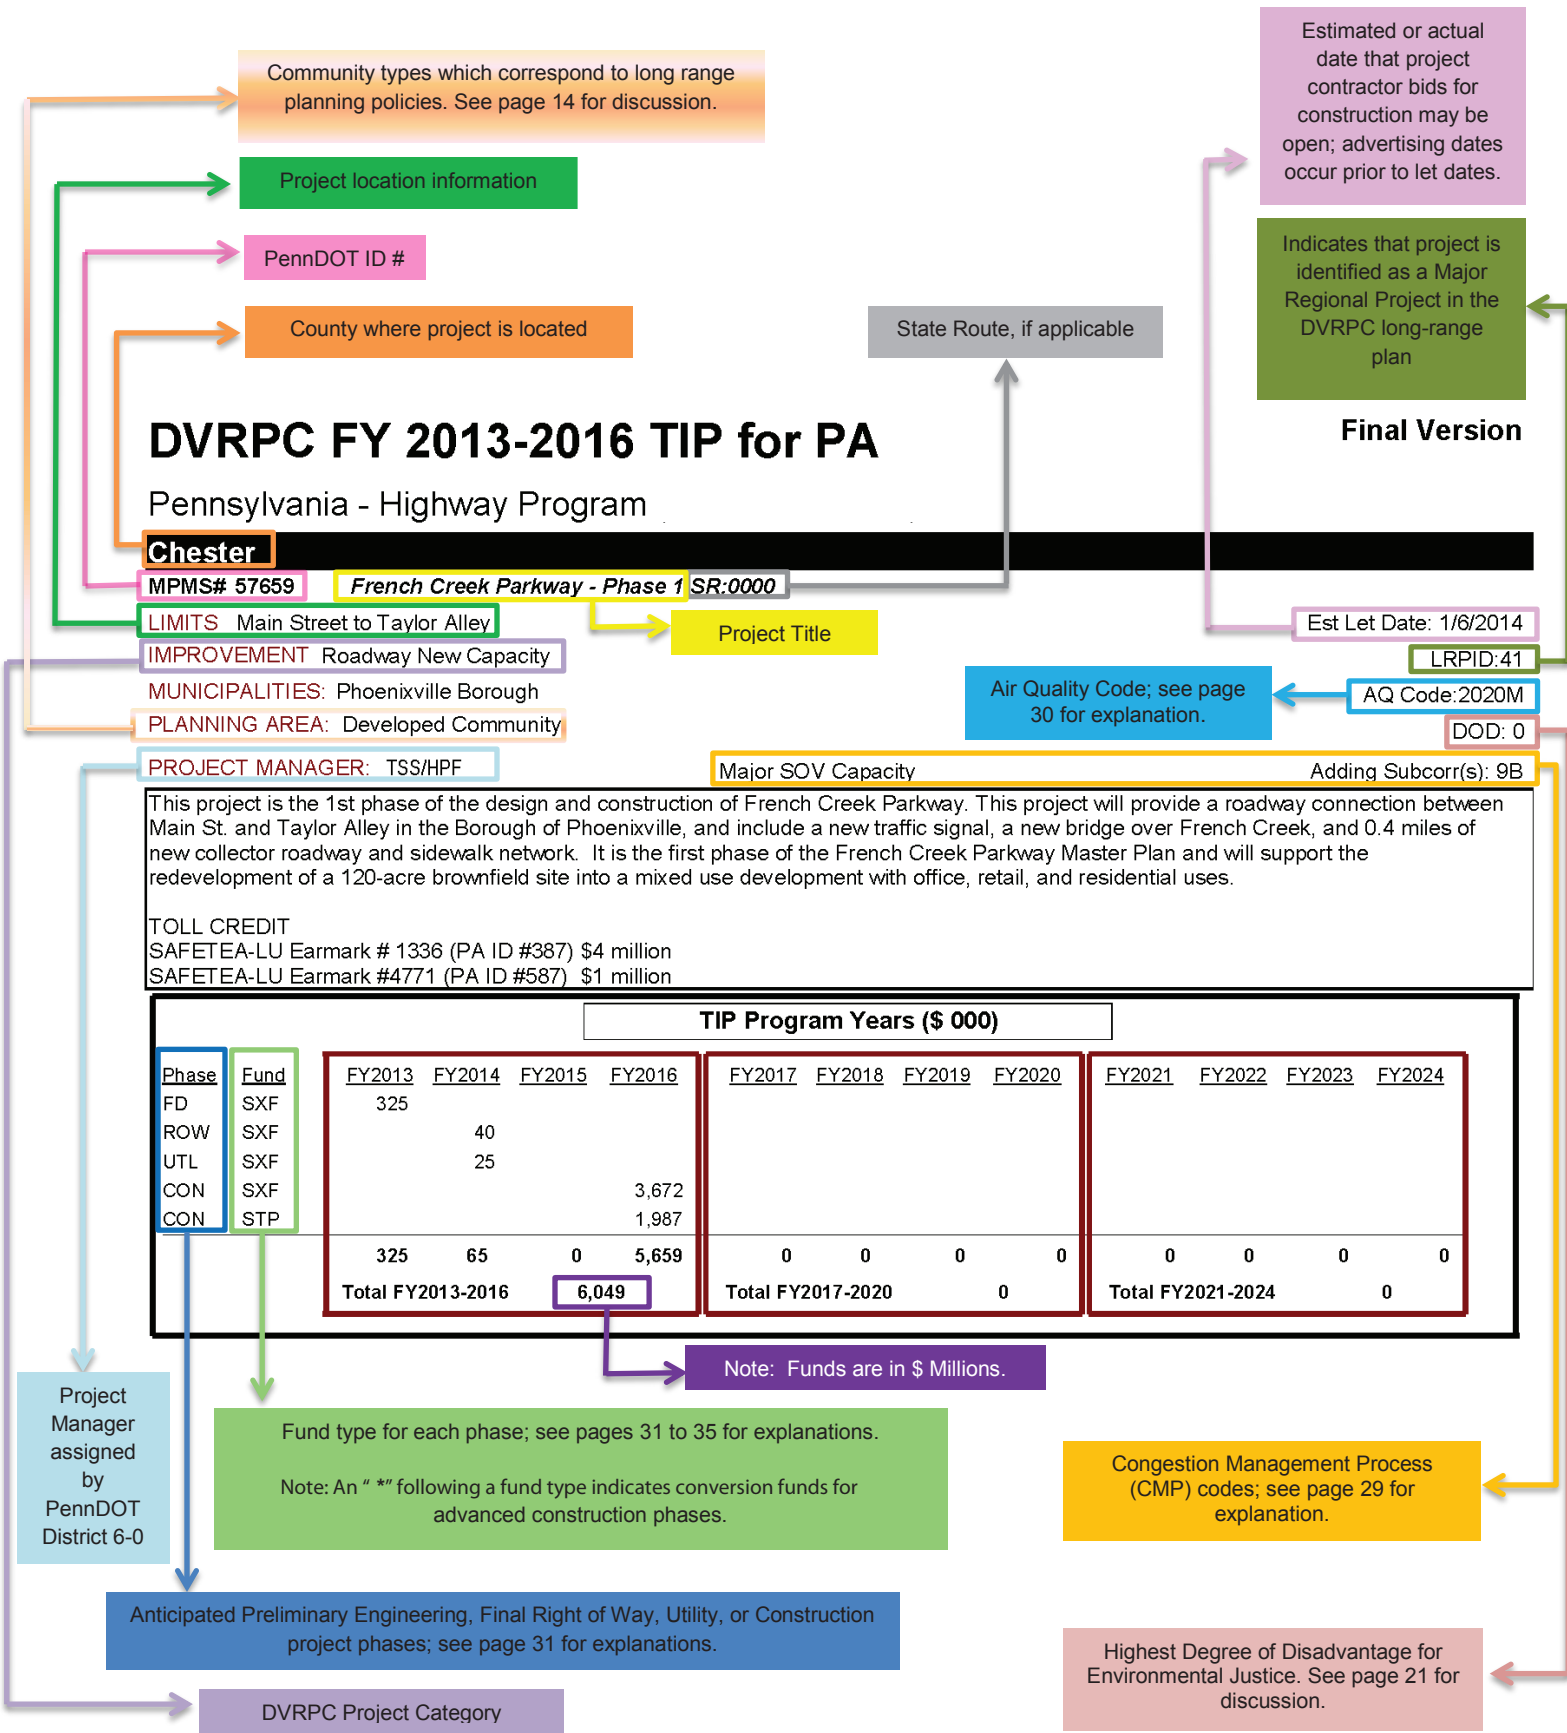 Community types which correspond to long range
planning policies. See page 14 for discussion.
Estimated or actual
date that project
contractor bids for
construction may be
open; advertising dates
occur prior to let dates.
Project location information
PennDOT ID #
Indicates that project is
identified as a Major
Regional Project in the
DVRPC long-range
plan
County where project is located
State Route, if applicable
DVRPC FY 2013-2016 TIP for PA
Final Version
Pennsylvania - Highway Program
Chester
MPMS# 57659 French Creek Parkway - Phase 1 SR:0000
LIMITS Main Street to Taylor Alley
Project Title
Est Let Date: 1/6/2014
IMPROVEMENT Roadway New Capacity
LRPID:41
MUNICIPALITIES: Phoenixville Borough
Air Quality Code; see page
30 for explanation.
AQ Code:2020M
PLANNING AREA: Developed Community
DOD: 0
PROJECT MANAGER: TSS/HPF
Major SOV Capacity Adding Subcorr(s): 9B
This project is the 1st phase of the design and construction of French Creek Parkway. This project will provide a roadway connection between
Main St. and Taylor Alley in the Borough of Phoenixville, and include a new traffic signal, a new bridge over French Creek, and 0.4 miles of
new collector roadway and sidewalk network. It is the first phase of the French Creek Parkway Master Plan and will support the
redevelopment of a 120-acre brownfield site into a mixed use development with office, retail, and residential uses.
TOLL CREDIT
SAFETEA-LU Earmark # 1336 (PA ID #387) $4 million
SAFETEA-LU Earmark #4771 (PA ID #587) $1 million
TIP Program Years ($ 000)
Phase Fund FY2013 FY2014 FY2015 FY2016 FY2017 FY2018 FY2019 FY2020 FY2021 FY2022 FY2023 FY2024
FD SXF 325
ROW SXF 40
UTL SXF 25
CON SXF 3,672
CON STP 1,987
325 65 0 5,659 0 0 0 0 0 0 0 0
Total FY2013-2016 6,049 Total FY2017-2020 0 Total FY2021-2024 0
Note: Funds are in $ Millions.
Project
Manager
assigned
by
PennDOT
District 6-0
Fund type for each phase; see pages 31 to 35 for explanations.
Note: An “ *” following a fund type indicates conversion funds for
advanced construction phases.
Congestion Management Process
(CMP) codes; see page 29 for
explanation.
Anticipated Preliminary Engineering, Final Right of Way, Utility, or Construction
project phases; see page 31 for explanations.
Highest Degree of Disadvantage for
Environmental Justice. See page 21 for
discussion.
DVRPC Project Category